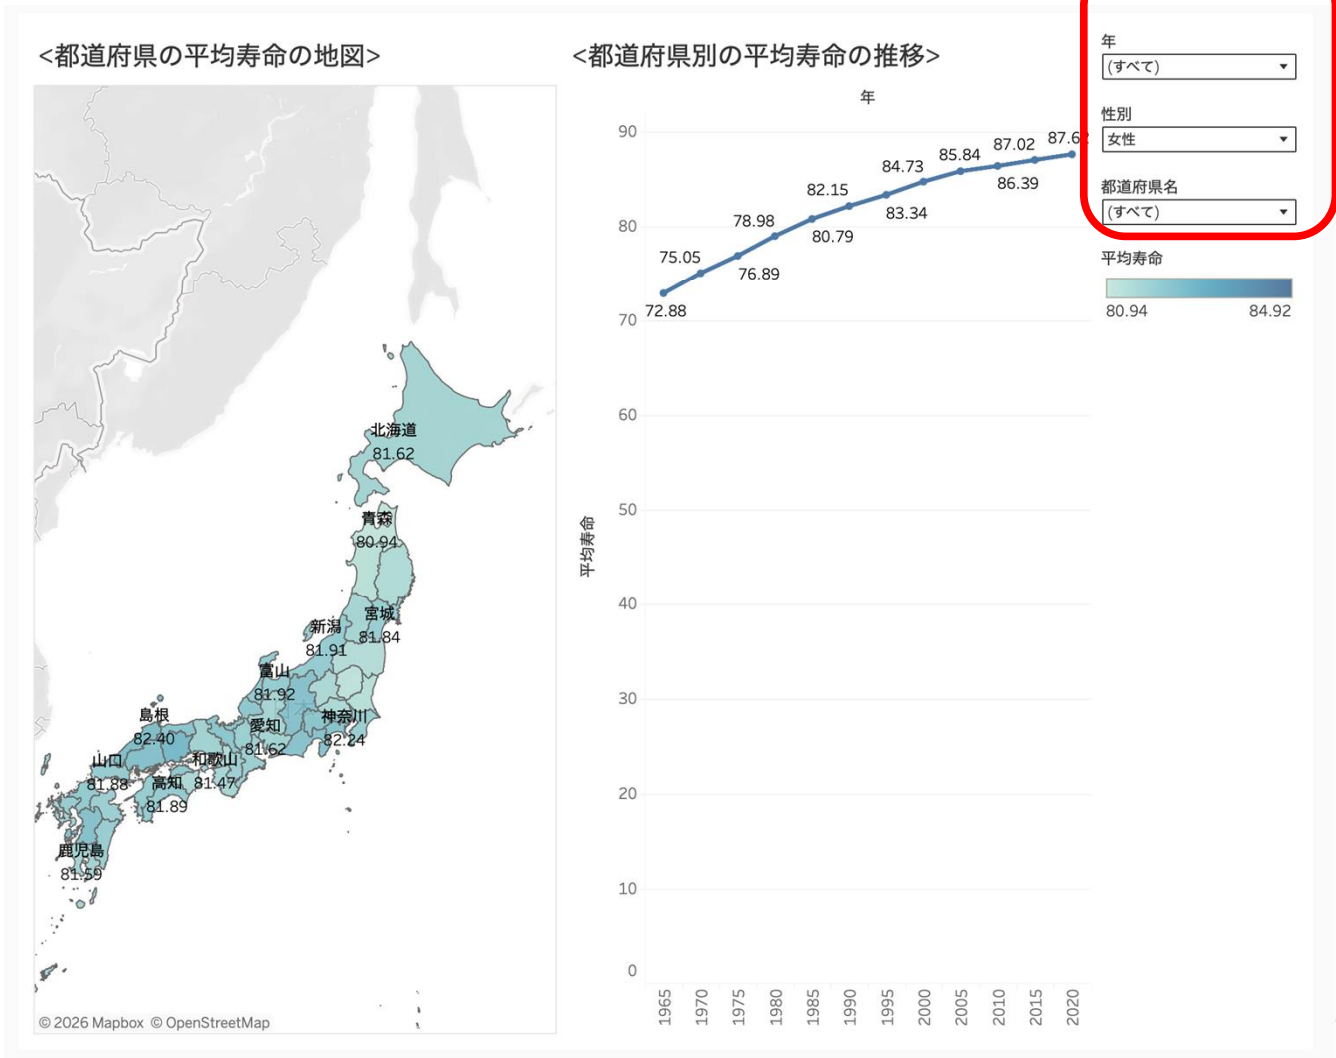 <都道府県の平均寿命の地図>
北海道
81.62
青森
80.94
宮城
81.84
新潟
81.91
富山
81.92
島根
82.40
愛知
81.62
神奈川
82.24
山口
81.88
和歌山
81.47
高知
81.89
鹿児島
81.59
© 2026 Mapbox © OpenStreetMap
<都道府県別の平均寿命の推移>
年
平均寿命
90
80
70
60
50
40
30
20
10
0
72.88
75.05
76.89
78.98
80.79
82.15
83.34
84.73
85.84
86.39
87.02
87.62
1965
1970
1975
1980
1985
1990
1995
2000
2005
2010
2015
2020
年
(すべて)
性別
女性
都道府県名
(すべて)
平均寿命
80.94 84.92